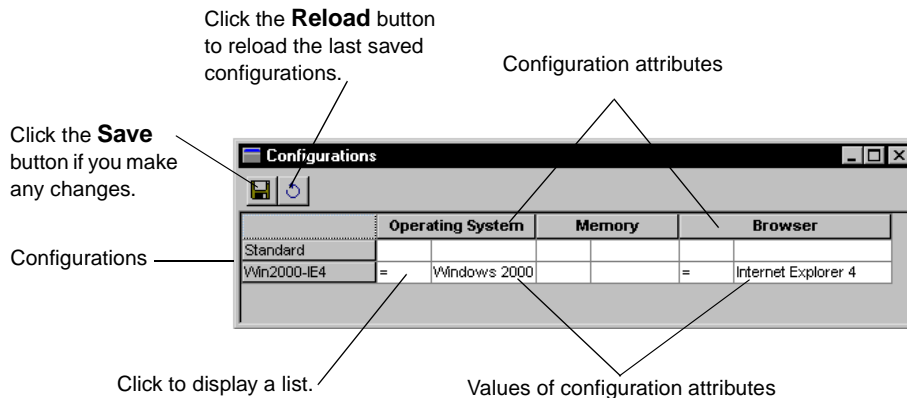 Click the Reload button
to reload the last saved
configurations.
Configuration attributes
Click the Save
button if you make
any changes.
Configurations
Operating System Memory Browser
Configurations
Standard
Win2000-IE4 = Windows 2000 = Internet Explorer 4
Click to display a list.
Values of configuration attributes